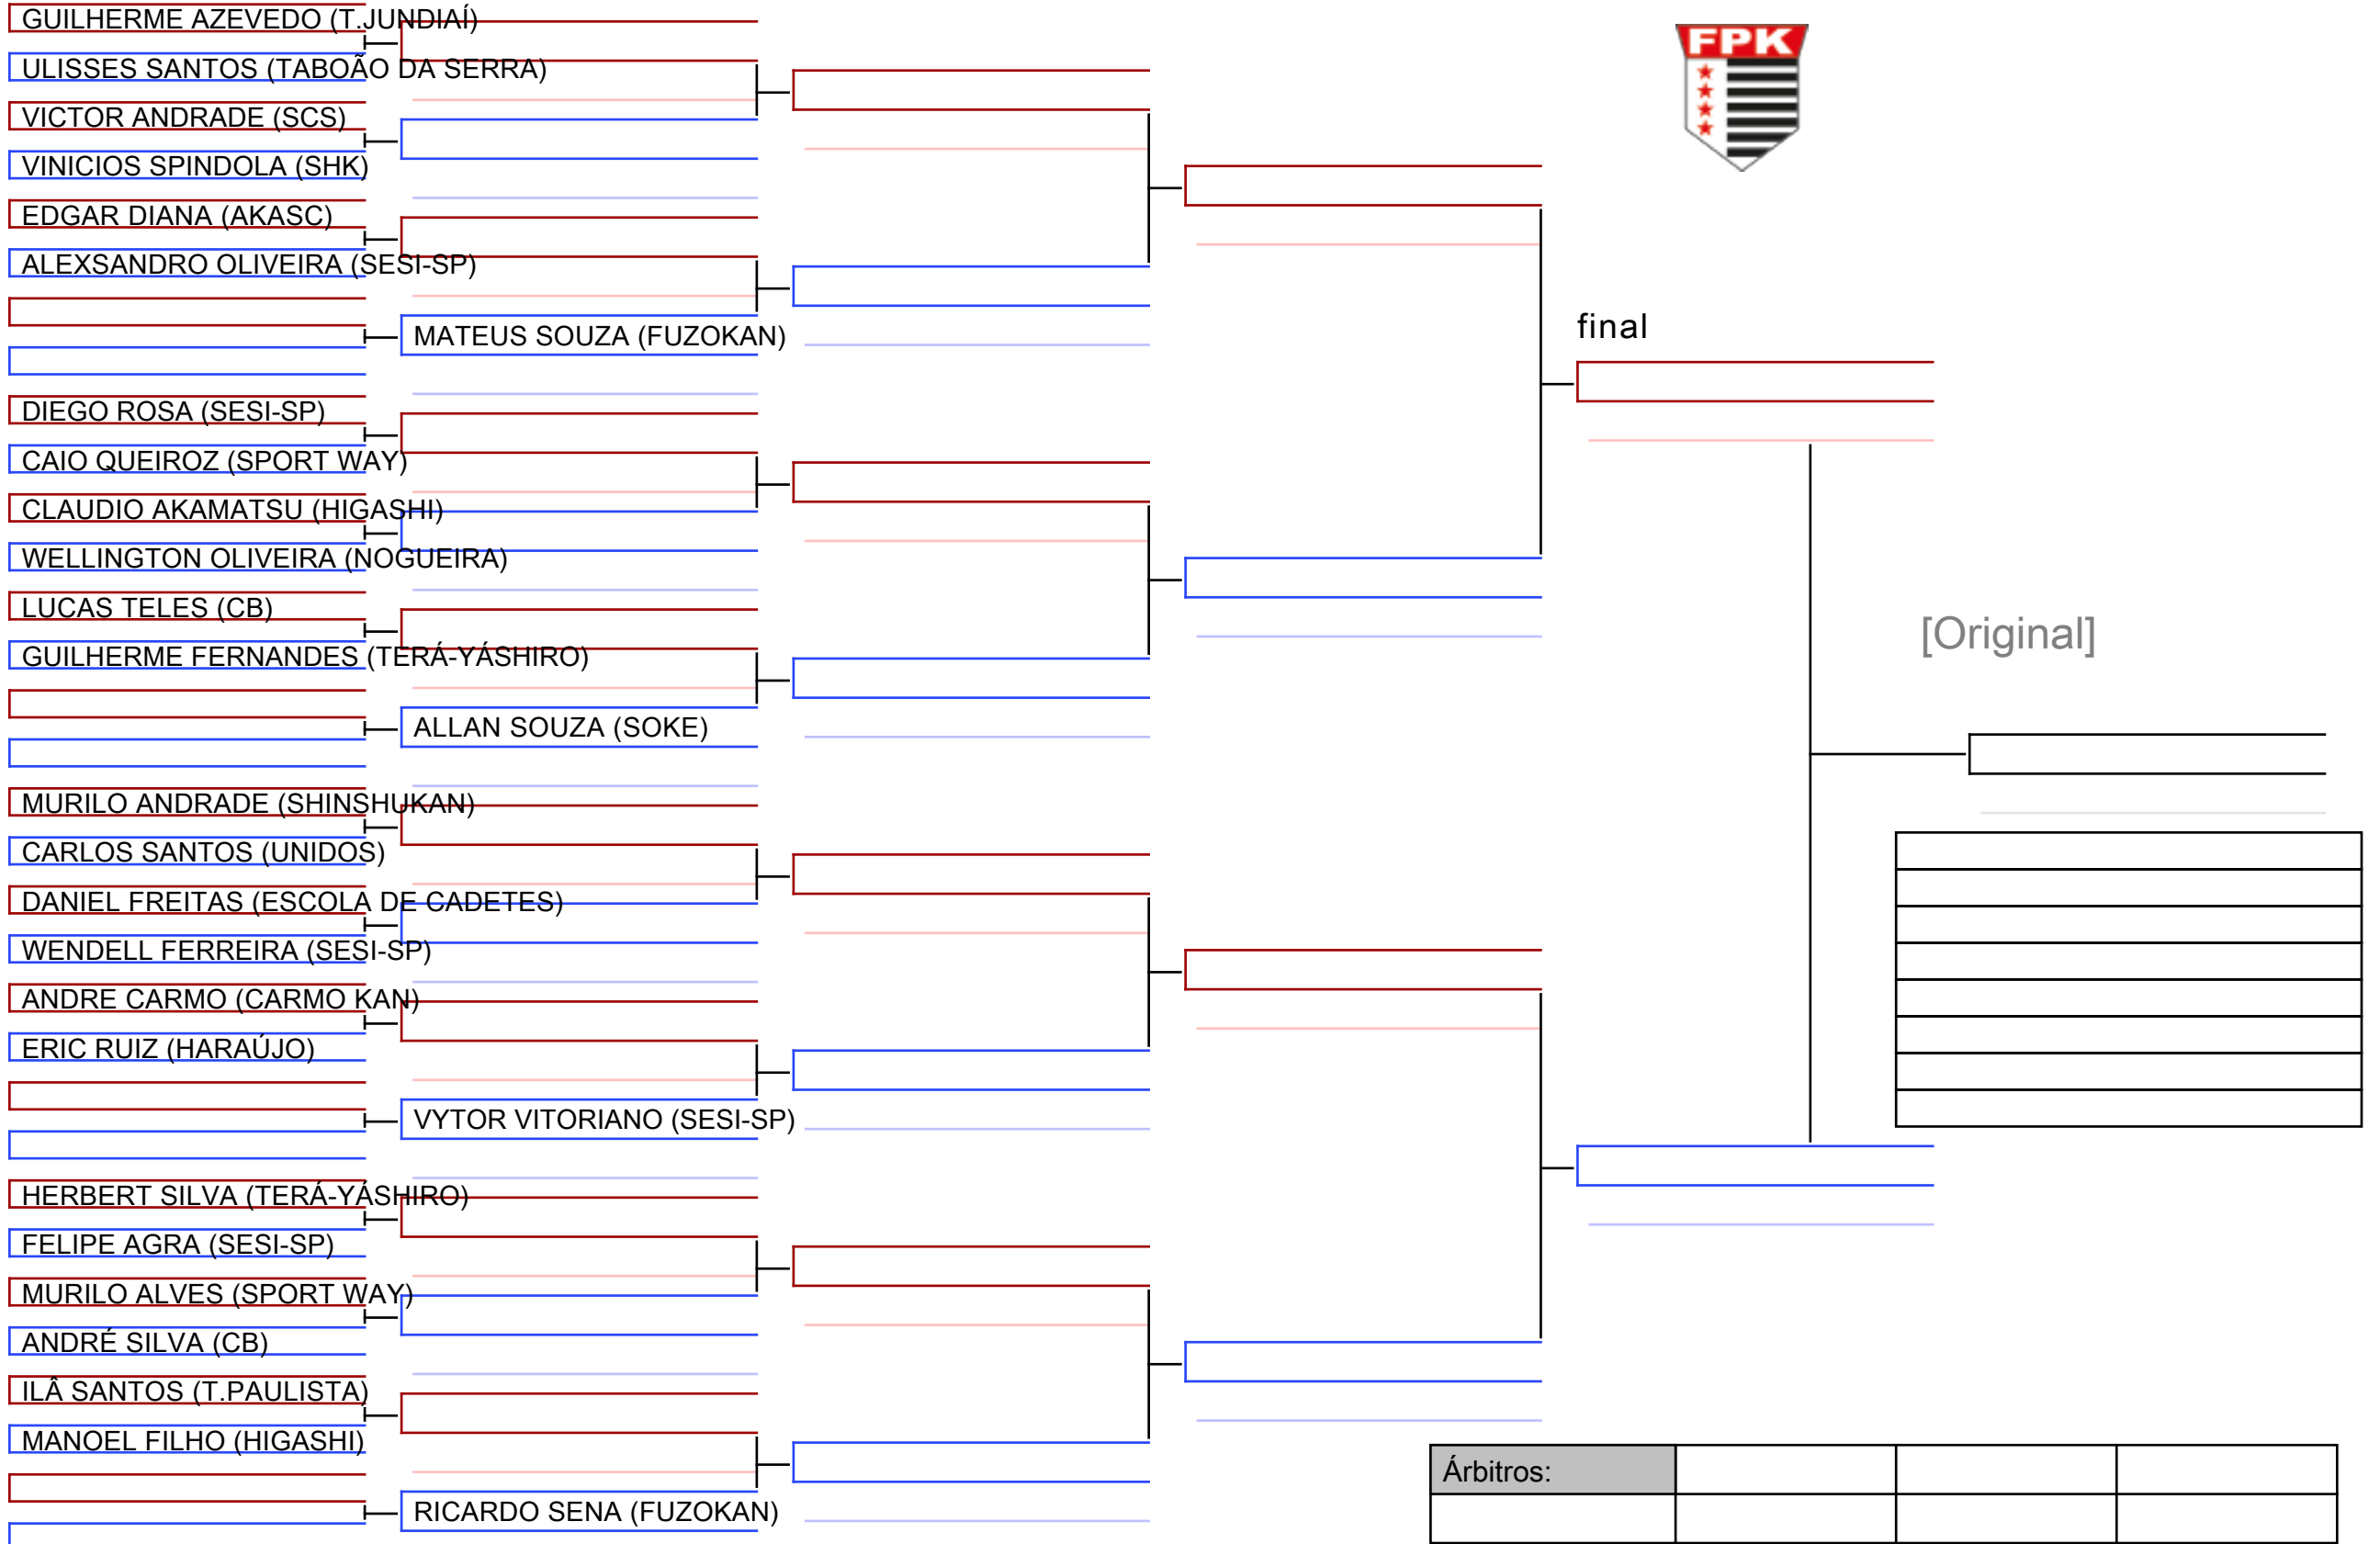 FPK
GUILHERME AZEVEDO (T.JUNDIAÍ)
ULISSES SANTOS (TABOÃO DA SERRA)
VICTOR ANDRADE (SCS)
VINICIOS SPINDOLA (SHK)
EDGAR DIANA (AKASC)
ALEXSANDRO OLIVEIRA (SESI-SP)
MATEUS SOUZA (FUZOKAN)
DIEGO ROSA (SESI-SP)
CAIO QUEIROZ (SPORT WAY)
CLAUDIO AKAMATSU (HIGASHI)
WELLINGTON OLIVEIRA (NOGUEIRA)
LUCAS TELES (CB)
GUILHERME FERNANDES (TERÁ-YÁSHIRO)
ALLAN SOUZA (SOKE)
MURILO ANDRADE (SHINSHUKAN)
CARLOS SANTOS (UNIDOS)
DANIEL FREITAS (ESCOLA DE CADETES)
WENDELL FERREIRA (SESI-SP)
ANDRE CARMO (CARMO KAN)
ERIC RUIZ (HARAÚJO)
VYTOR VITORIANO (SESI-SP)
HERBERT SILVA (TERÁ-YÁSHIRO)
FELIPE AGRA (SESI-SP)
MURILO ALVES (SPORT WAY)
ANDRÉ SILVA (CB)
ILÂ SANTOS (T.PAULISTA)
MANOEL FILHO (HIGASHI)
RICARDO SENA (FUZOKAN)
final
[Original]
Árbitros: